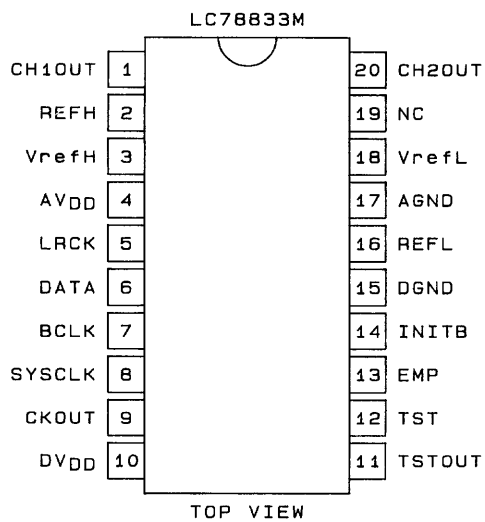 LC78833M
CH1OUT 1 20 CH2OUT
REFH 2 19 NC
VrefH 3 18 VrefL
AVDD 4 17 AGND
LRCK 5 16 REFL
DATA 6 15 DGND
BCLK 7 14 INITB
SYSCLK 8 13 EMP
CKOUT 9 12 TST
DVDD 10 11 TSTOUT
TOP VIEW